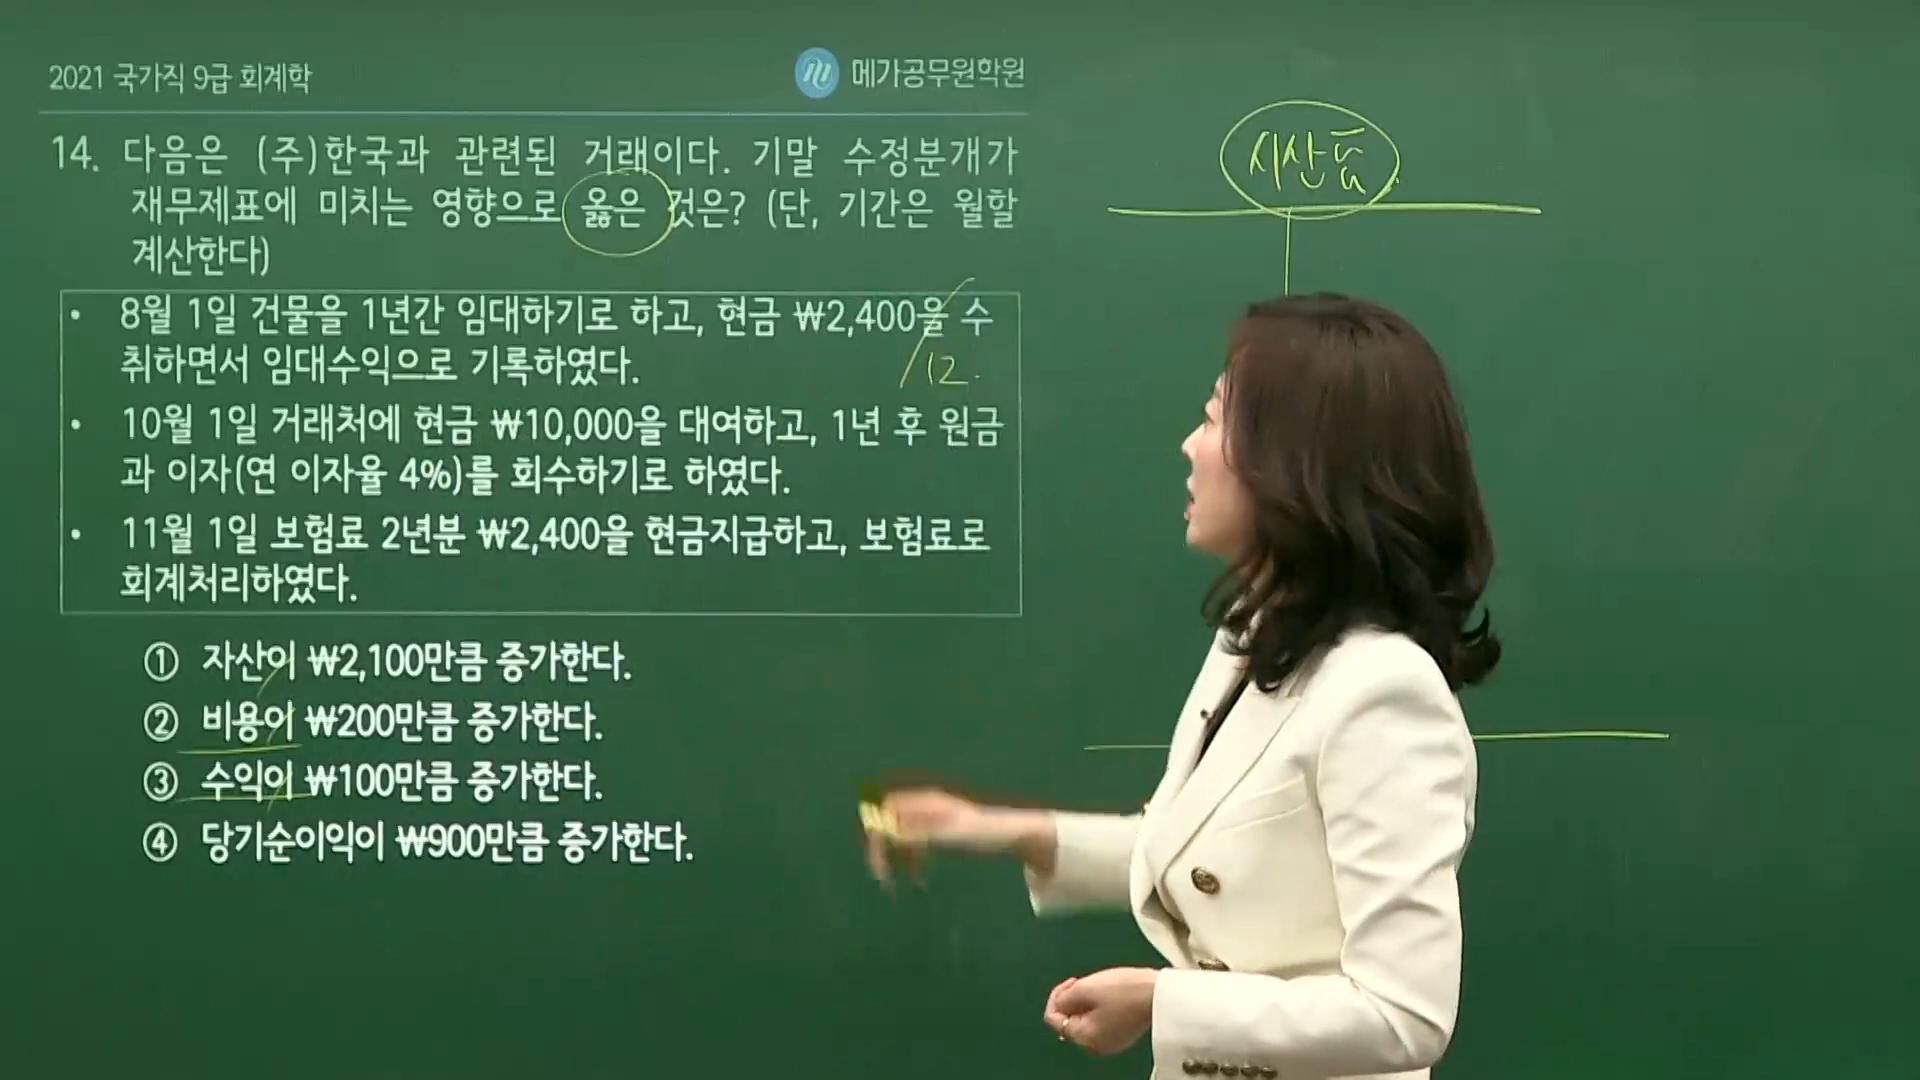 2021 국가직 9급 회계학
메가공무원학원
14. 다음은 (주)한국과 관련된 거래이다. 기말 수정분개가
재무제표에 미치는 영향으로 옳은 것은? (단, 기간은 월할
계산한다)
• 8월 1일 건물을 1년간 임대하기로 하고, 현금 ₩2,400을 수
취하면서 임대수익으로 기록하였다.
/12.
• 10월 1일 거래처에 현금 ₩10,000을 대여하고, 1년 후 원금
과 이자(연 이자율 4%)를 회수하기로 하였다.
• 11월 1일 보험료 2년분 ₩2,400을 현금지급하고, 보험료로
회계처리하였다.
① 자산이 ₩2,100만큼 증가한다.
② 비용이 ₩200만큼 증가한다.
③ 수익이 ₩100만큼 증가한다.
④ 당기순이익이 ₩900만큼 증가한다.
시산표